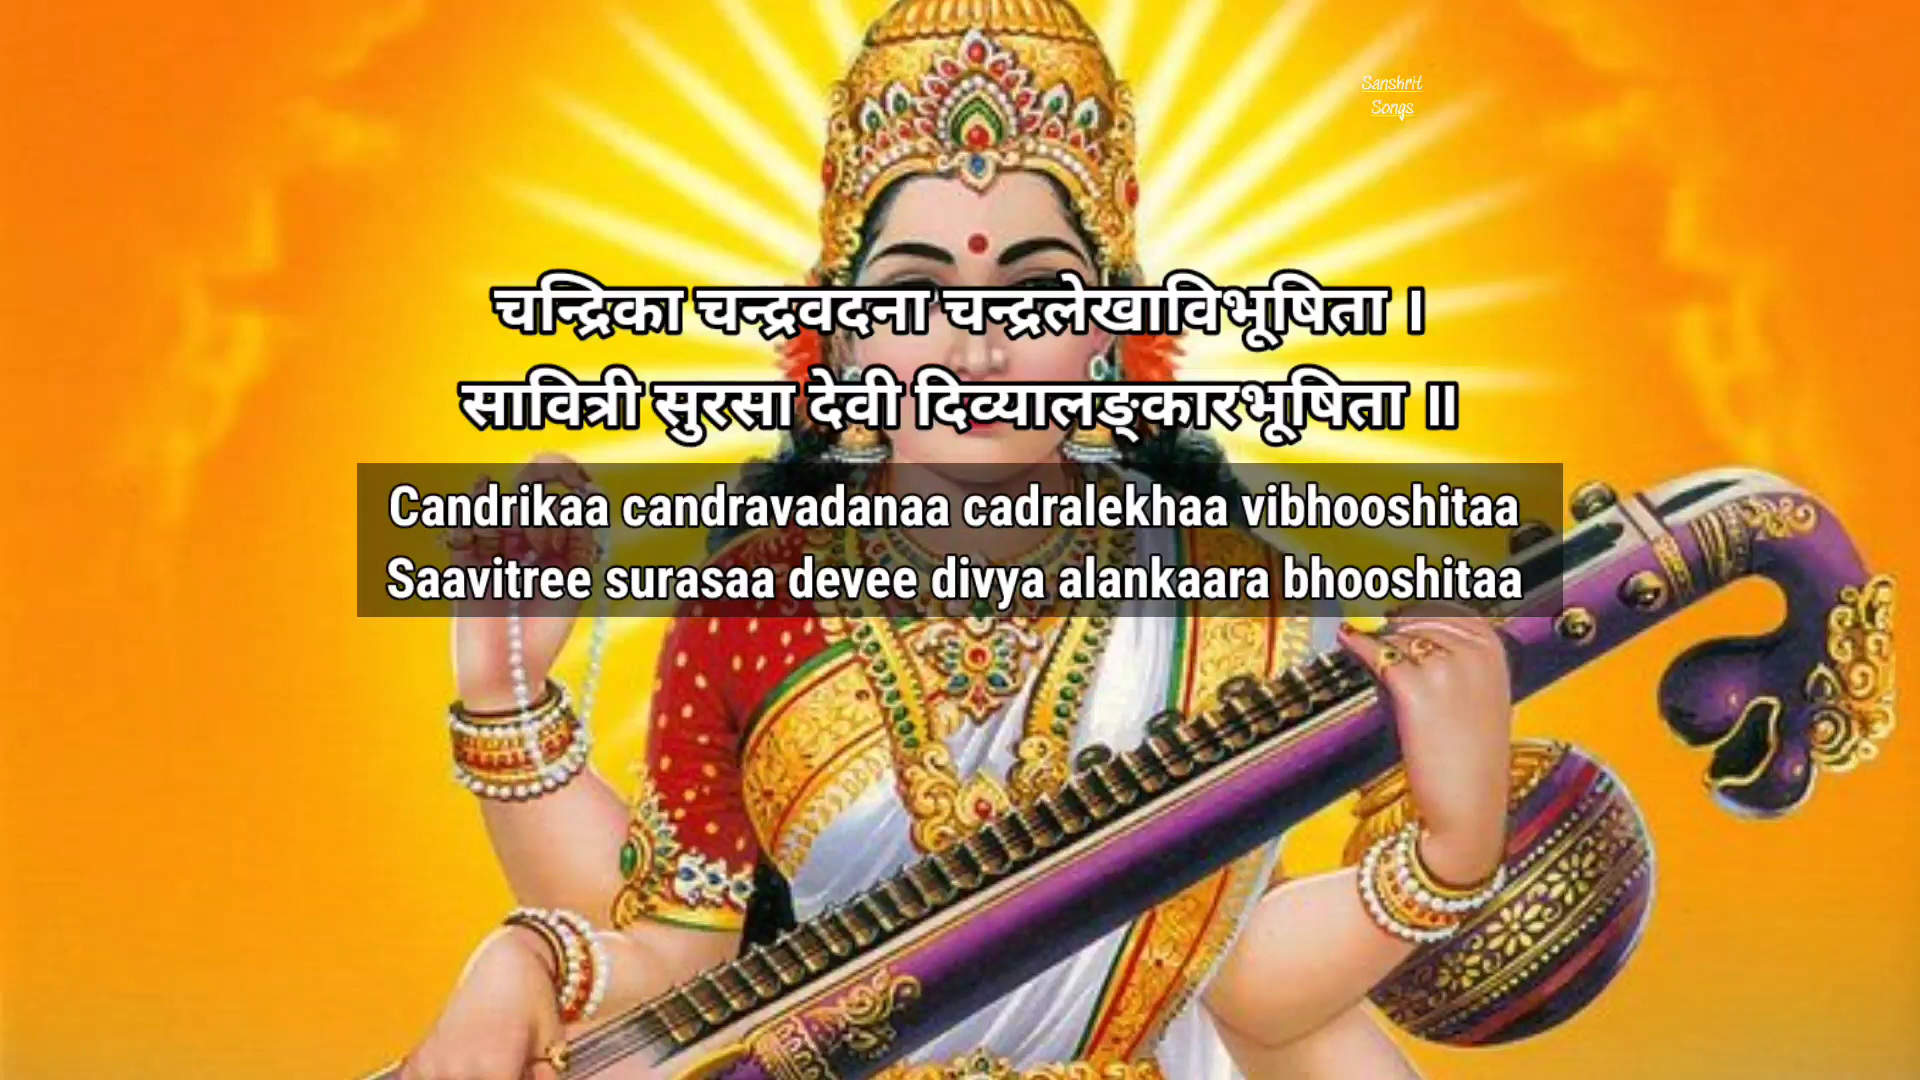 Sanskrit
Songs
चन्द्रिका चन्द्रवदना चन्द्रलेखाविभूषिता ।
सावित्री सुरसा देवी दिव्यालङ्कारभूषिता ॥
Candrikaa candravadanaa cadralekhaa vibhooshitaa
Saavitree surasaa devee divya alankaara bhooshitaa